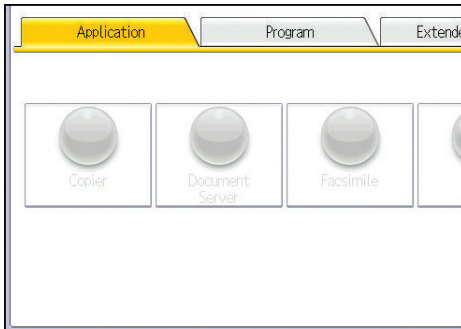 Application
Program
Extende
Copier
Document
Server
Facsimile